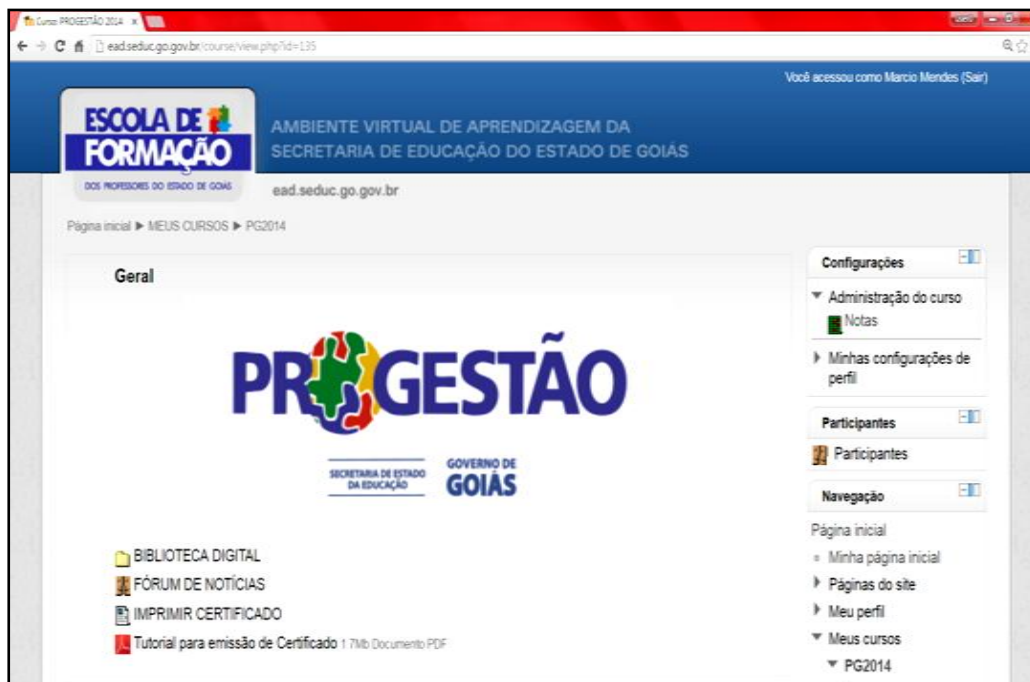 Curso PROGESTÃO 2014
ead.seduc.go.gov.br/course/view.php?id=135
Você acessou como Marcio Mendes (Sair)
ESCOLA DE
FORMAÇÃO
DOS PROFESSORES DO ESTADO DE GOIÁS
AMBIENTE VIRTUAL DE APRENDIZAGEM DA
SECRETARIA DE EDUCAÇÃO DO ESTADO DE GOIÁS
ead.seduc.go.gov.br
Página inicial ▶ MEUS CURSOS ▶ PG2014
Geral
PROGESTÃO
SECRETARIA DE ESTADO
DA EDUCAÇÃO
GOVERNO DE
GOIÁS
BIBLIOTECA DIGITAL
FÓRUM DE NOTÍCIAS
IMPRIMIR CERTIFICADO
Tutorial para emissão de Certificado 1.7Mb Documento PDF
Configurações
Administração do curso
Notas
Minhas configurações de
perfil
Participantes
Participantes
Navegação
Página inicial
Minha página inicial
Páginas do site
Meu perfil
Meus cursos
PG2014